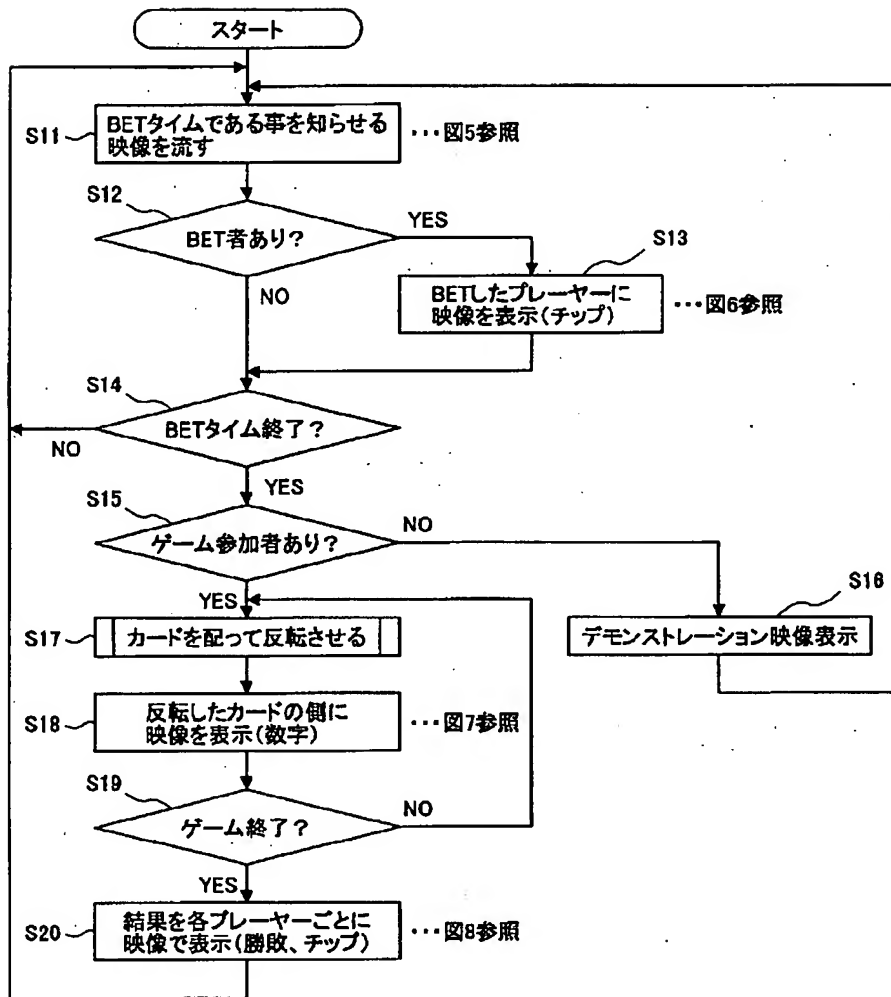 スタート
S11
BETタイムである事を知らせる
映像を流す
・・・図5参照
S12
BET者あり?
YES
NO
S13
BETしたプレーヤーに
映像を表示(チップ)
・・・図6参照
S14
BETタイム終了?
NO
YES
S15
ゲーム参加者あり?
NO
YES
S16
デモンストレーション映像表示
S17
カードを配って反転させる
S18
反転したカードの側に
映像を表示(数字)
・・・図7参照
S19
ゲーム終了?
NO
YES
S20
結果を各プレーヤーごとに
映像で表示(勝敗、チップ)
・・・図8参照